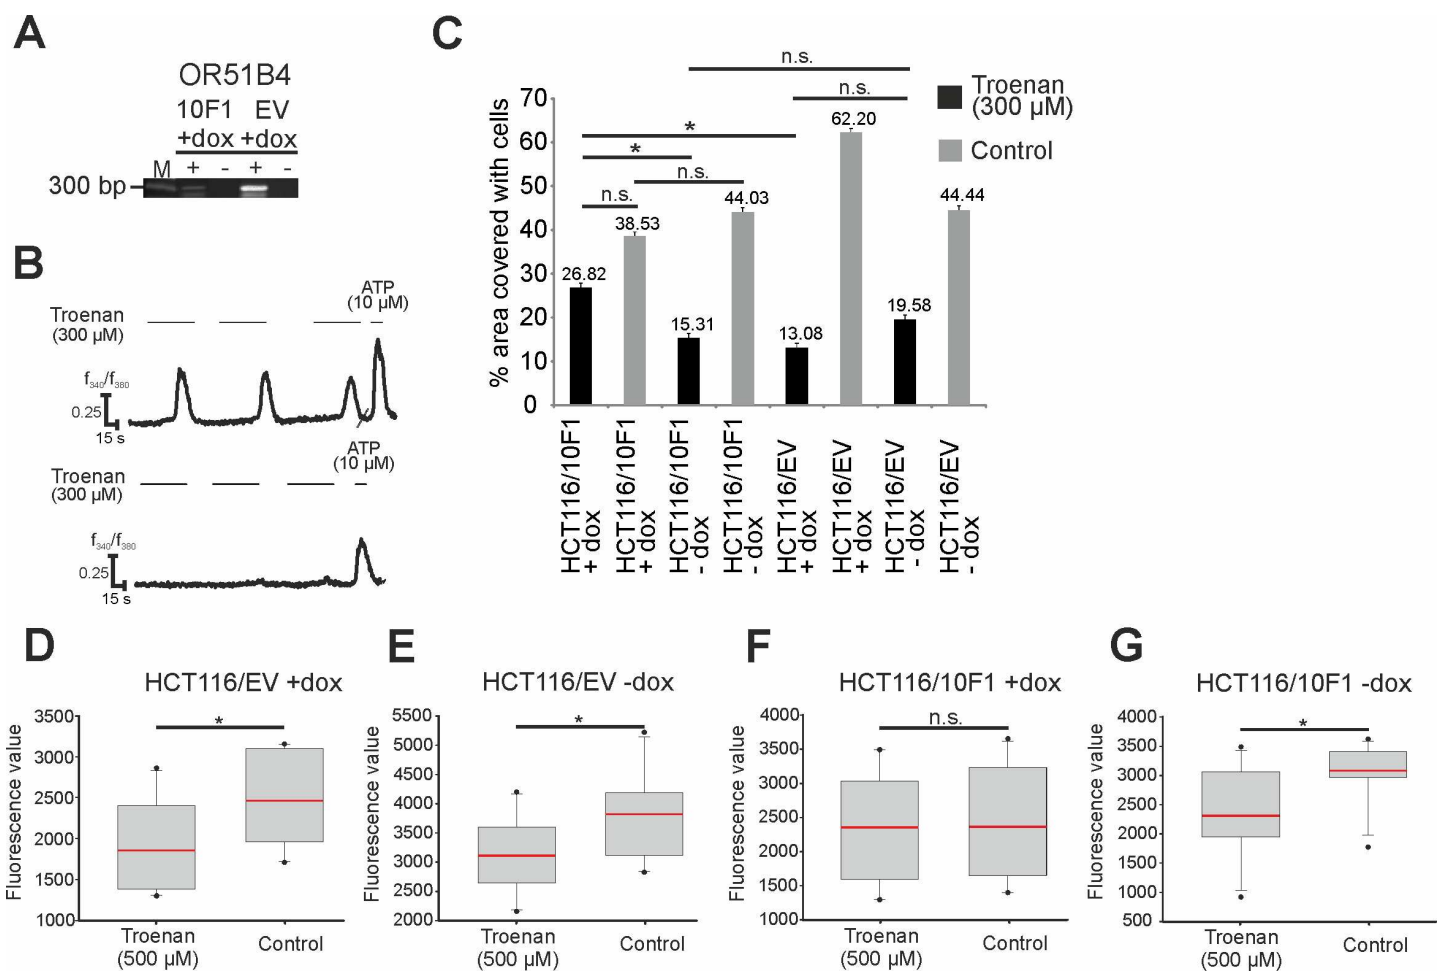 A
OR51B4
10F1 EV
+dox +dox
M + - + -
300 bp
B
ATP
(10 µM)
Troenan
(300 µM)
f340/f380
0.25
15 s
ATP
(10 µM)
Troenan
(300 µM)
f340/f380
0.25
15 s
C
% area covered with cells
70
60
50
40
30
20
10
0
n.s.
n.s.
*
*
n.s.
n.s.
26.82
38.53
15.31
44.03
13.08
62.20
19.58
44.44
Troenan
(300 µM)
Control
HCT116/10F1
+ dox
HCT116/10F1
+ dox
HCT116/10F1
- dox
HCT116/10F1
- dox
HCT116/EV
+ dox
HCT116/EV
+ dox
HCT116/EV
- dox
HCT116/EV
- dox
D
HCT116/EV +dox
Fluorescence value
3500
3000
2500
2000
1500
1000
*
Troenan
(500 µM)
Control
E
HCT116/EV -dox
Fluorescence value
5500
5000
4500
4000
3500
3000
2500
2000
*
Troenan
(500 µM)
Control
F
HCT116/10F1 +dox
Fluorescence value
4000
3500
3000
2500
2000
1500
1000
n.s.
Troenan
(500 µM)
Control
G
HCT116/10F1 -dox
Fluorescence value
4000
3500
3000
2500
2000
1500
1000
500
*
Troenan
(500 µM)
Control